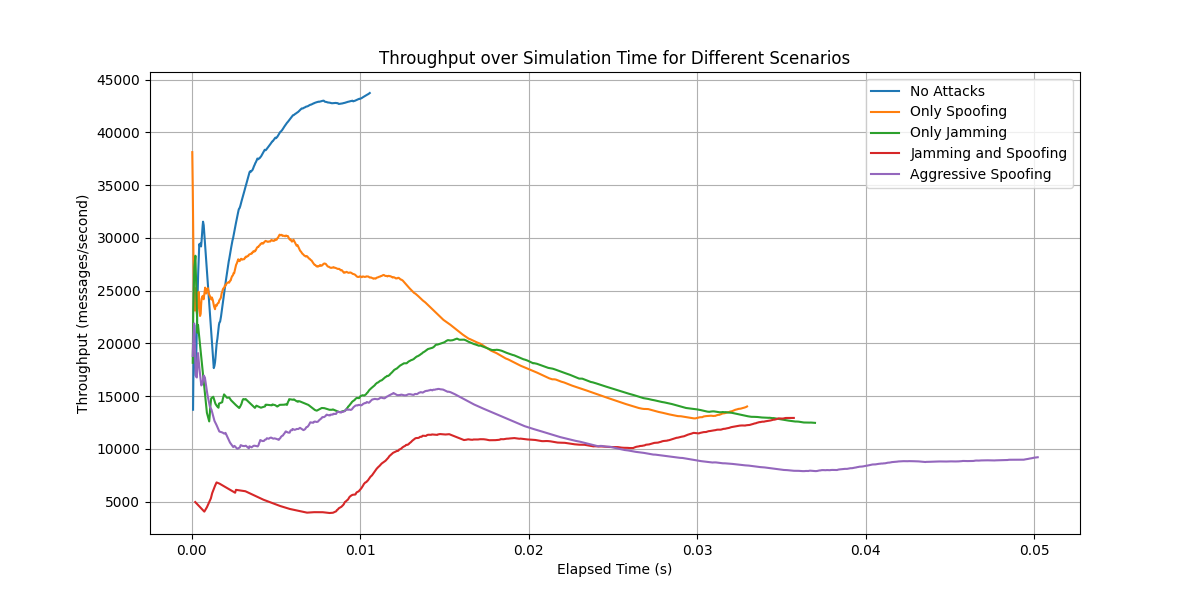 Throughput over Simulation Time for Different Scenarios
45000
40000
35000
30000
25000
20000
15000
10000
5000
Throughput (messages/second)
No Attacks
Only Spoofing
Only Jamming
Jamming and Spoofing
Aggressive Spoofing
0.00 0.01 0.02 0.03 0.04 0.05
Elapsed Time (s)